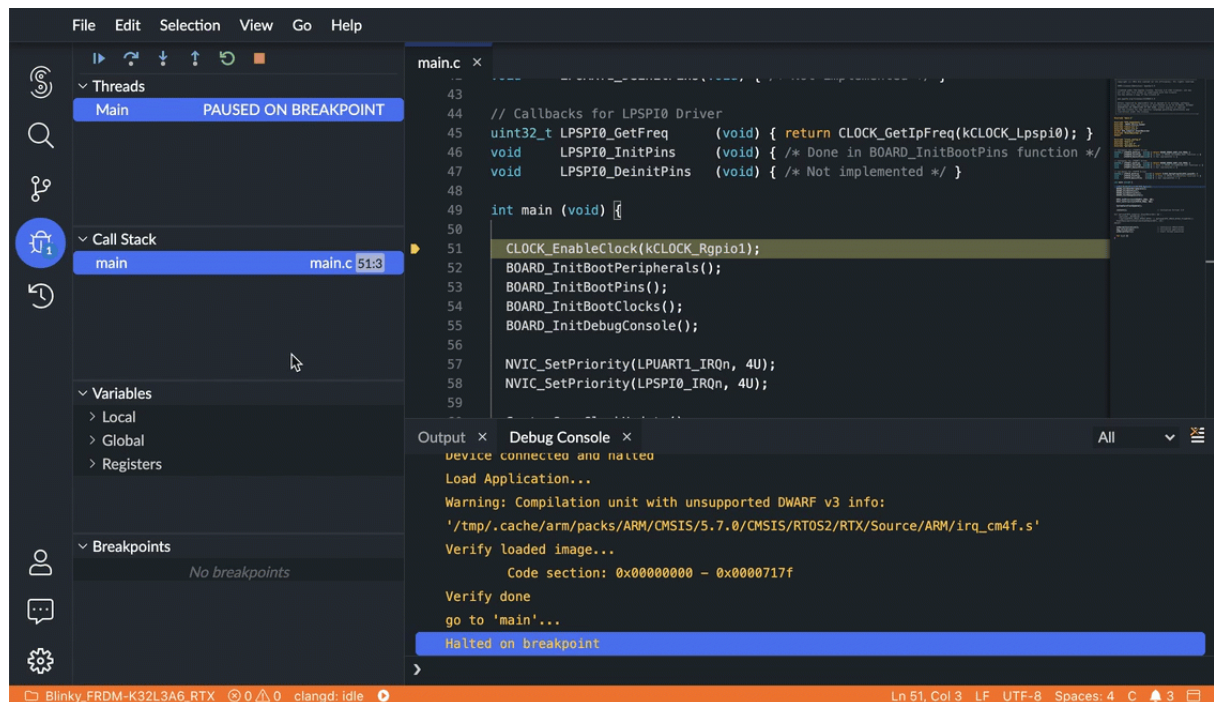 File Edit Selection View Go Help
Threads
Main PAUSED ON BREAKPOINT
Call Stack
main main.c 51:3
Variables
Local
Global
Registers
Breakpoints
No breakpoints
1
main.c ×
43
44 // Callbacks for LPSPI0 Driver
45 uint32_t LPSPI0_GetFreq (void) { return CLOCK_GetIpFreq(kCLOCK_Lpspi0); }
46 void LPSPI0_InitPins (void) { /* Done in BOARD_InitBootPins function */
47 void LPSPI0_DeinitPins (void) { /* Not implemented */ }
48
49 int main (void) {
50
51 CLOCK_EnableClock(kCLOCK_Rgpio1);
52 BOARD_InitBootPeripherals();
53 BOARD_InitBootPins();
54 BOARD_InitBootClocks();
55 BOARD_InitDebugConsole();
56
57 NVIC_SetPriority(LPUART1_IRQn, 4U);
58 NVIC_SetPriority(LPSPI0_IRQn, 4U);
59
Output × Debug Console × All
Device connected and halted
Load Application...
Warning: Compilation unit with unsupported DWARF v3 info:
'/tmp/.cache/arm/packs/ARM/CMSIS/5.7.0/CMSIS/RTOS2/RTX/Source/ARM/irq_cm4f.s'
Verify loaded image...
Code section: 0x00000000 - 0x0000717f
Verify done
go to 'main'...
Halted on breakpoint
Blinky_FRDM-K32L3A6_RTX 0 0 clangd: idle Ln 51, Col 3 LF UTF-8 Spaces: 4 C 3